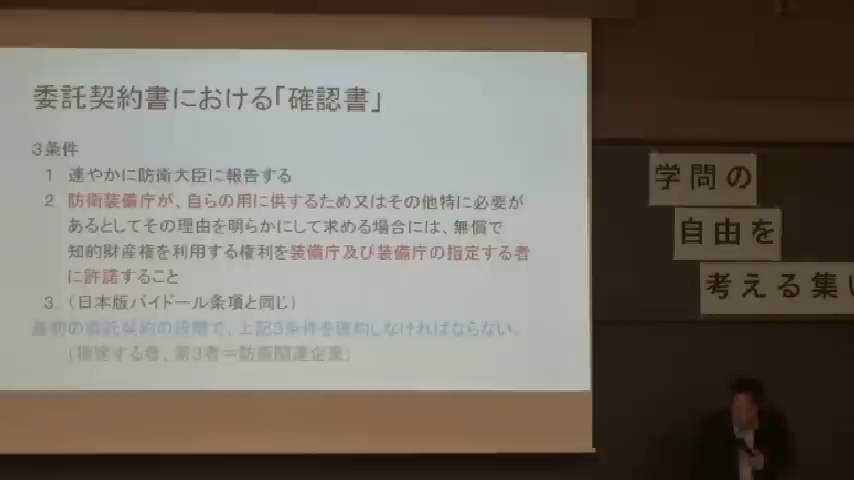 委託契約書における「確認書」
3条件
1 速やかに防衛大臣に報告する
2 防衛装備庁が、自らの用に供するため又はその他特に必要が
あるとしてその理由を明らかにして求める場合には、無償で
知的財産権を利用する権利を装備庁及び装備庁の指定する者
に許諾すること
3 (日本版バイドール条項と同じ)
最初の委託契約の段階で、上記3条件を確約しなければならない。
(指定する者、第3者=防衛関連企業)
学問の
自由を
考える集い